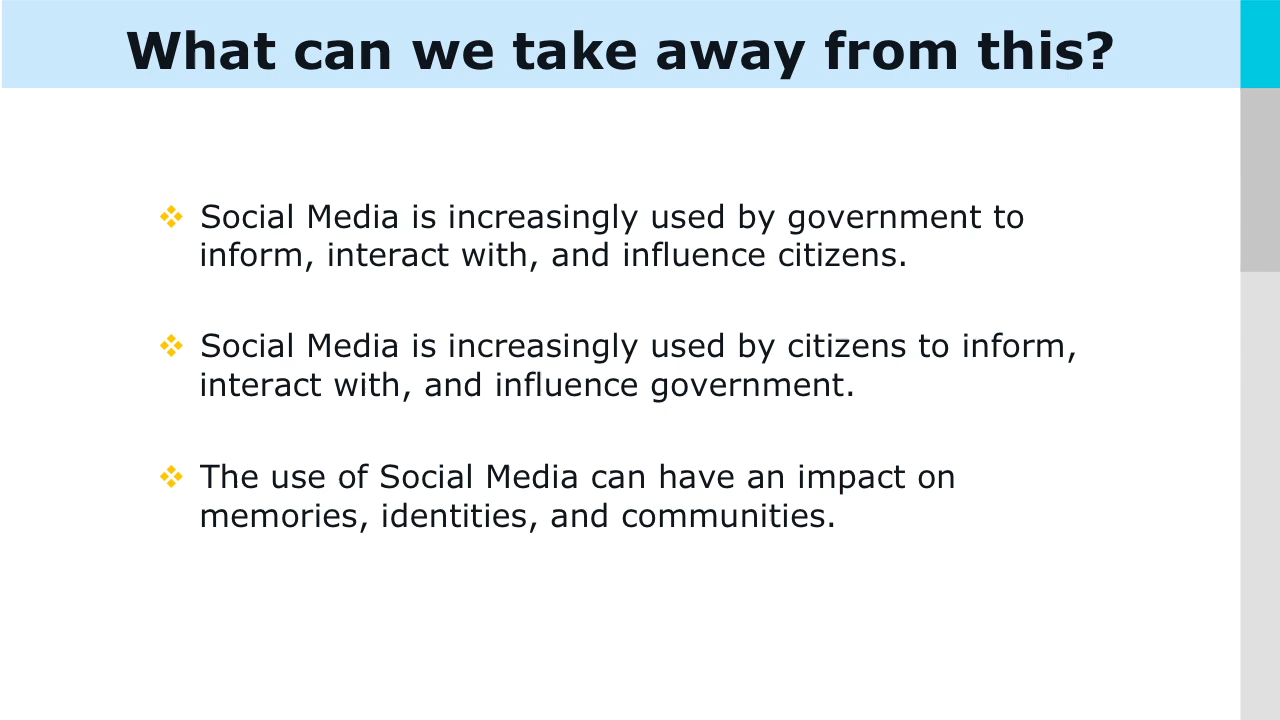 What can we take away from this?
❖ Social Media is increasingly used by government to
inform, interact with, and influence citizens.
❖ Social Media is increasingly used by citizens to inform,
interact with, and influence government.
❖ The use of Social Media can have an impact on
memories, identities, and communities.